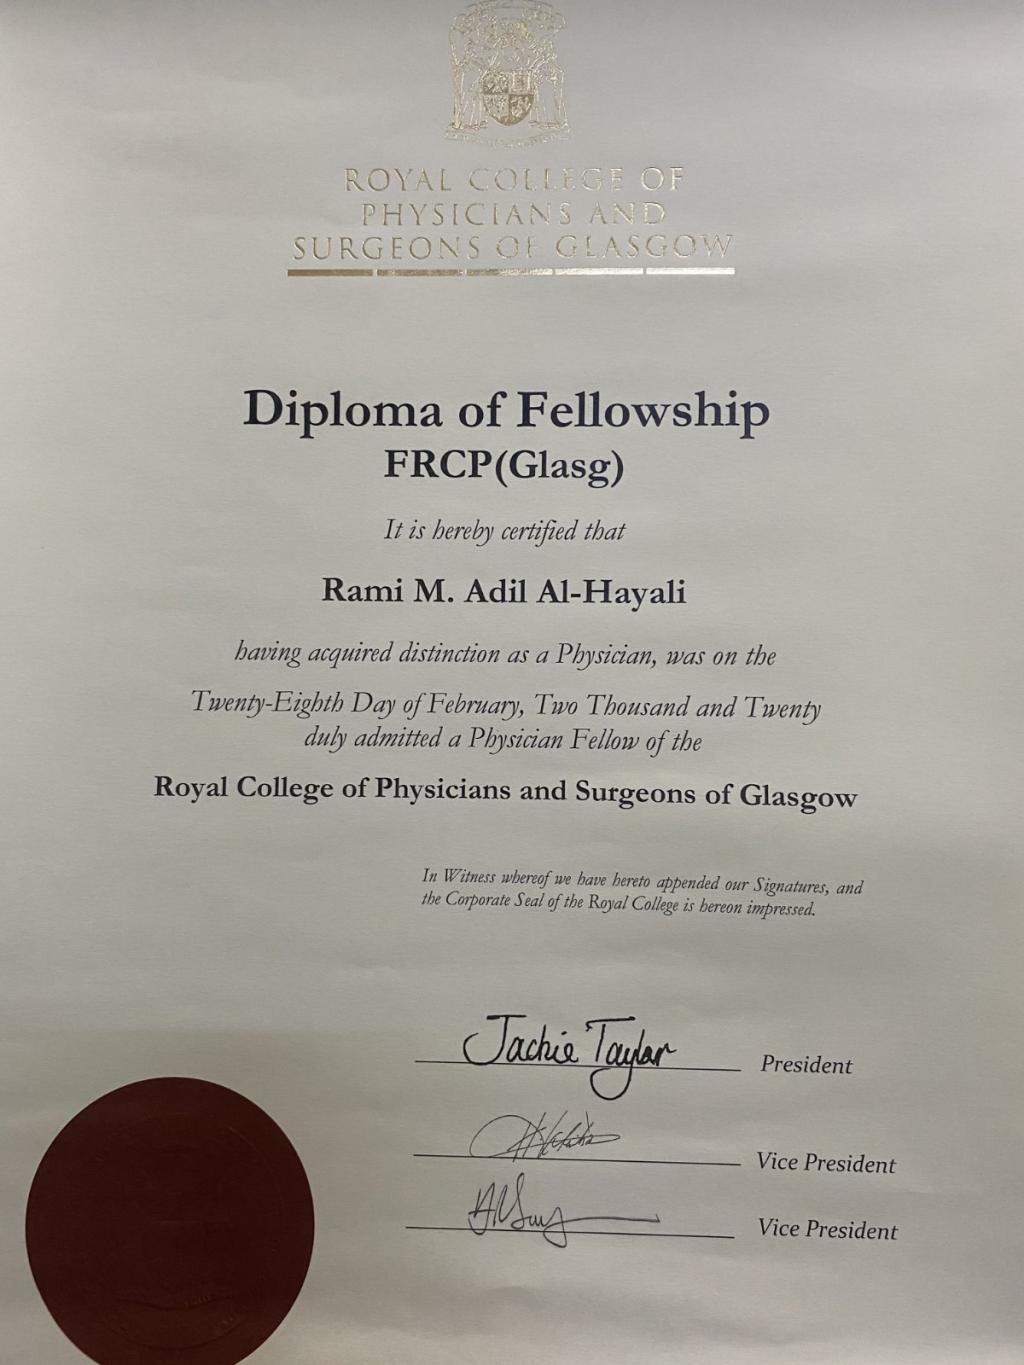 ROYAL COLLEGE OF
PHYSICIANS AND
SURGEONS OF GLASGOW
Diploma of Fellowship
FRCP(Glasg)
It is hereby certified that
Rami M. Adil Al-Hayali
having acquired distinction as a Physician, was on the
Twenty-Eighth Day of February, Two Thousand and Twenty
duly admitted a Physician Fellow of the
Royal College of Physicians and Surgeons of Glasgow
In Witness whereof we have hereto appended our Signatures, and
the Corporate Seal of the Royal College is hereon impressed.
Jackie Taylor President
Vice President
Vice President